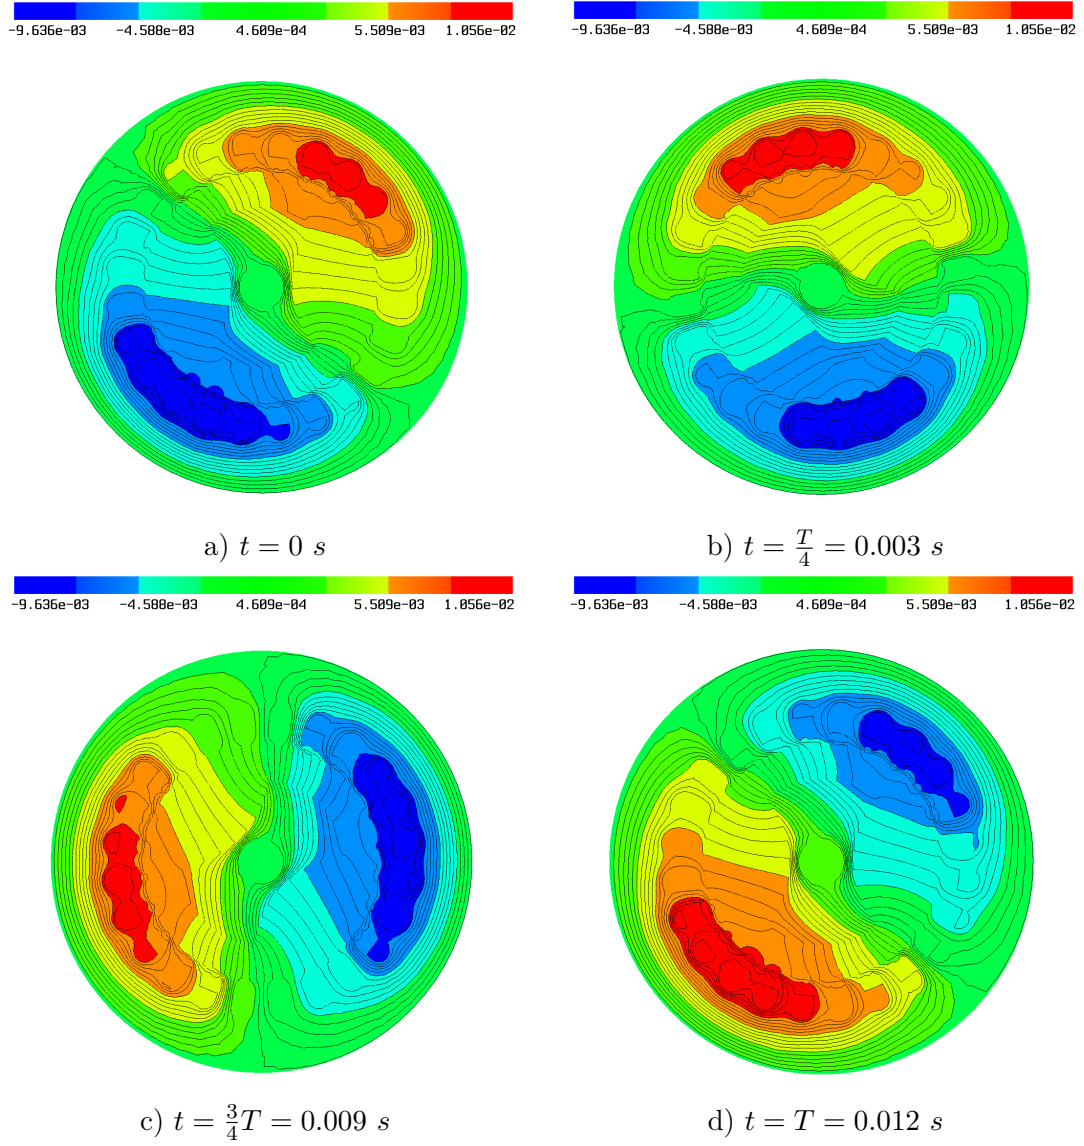 -9.636e-03 -4.588e-03 4.609e-04 5.509e-03 1.056e-02
-9.636e-03 -4.588e-03 4.609e-04 5.509e-03 1.056e-02
a) t = 0 s
b) t = T/4 = 0.003 s
-9.636e-03 -4.588e-03 4.609e-04 5.509e-03 1.056e-02
-9.636e-03 -4.588e-03 4.609e-04 5.509e-03 1.056e-02
c) t = 3/4 T = 0.009 s
d) t = T = 0.012 s